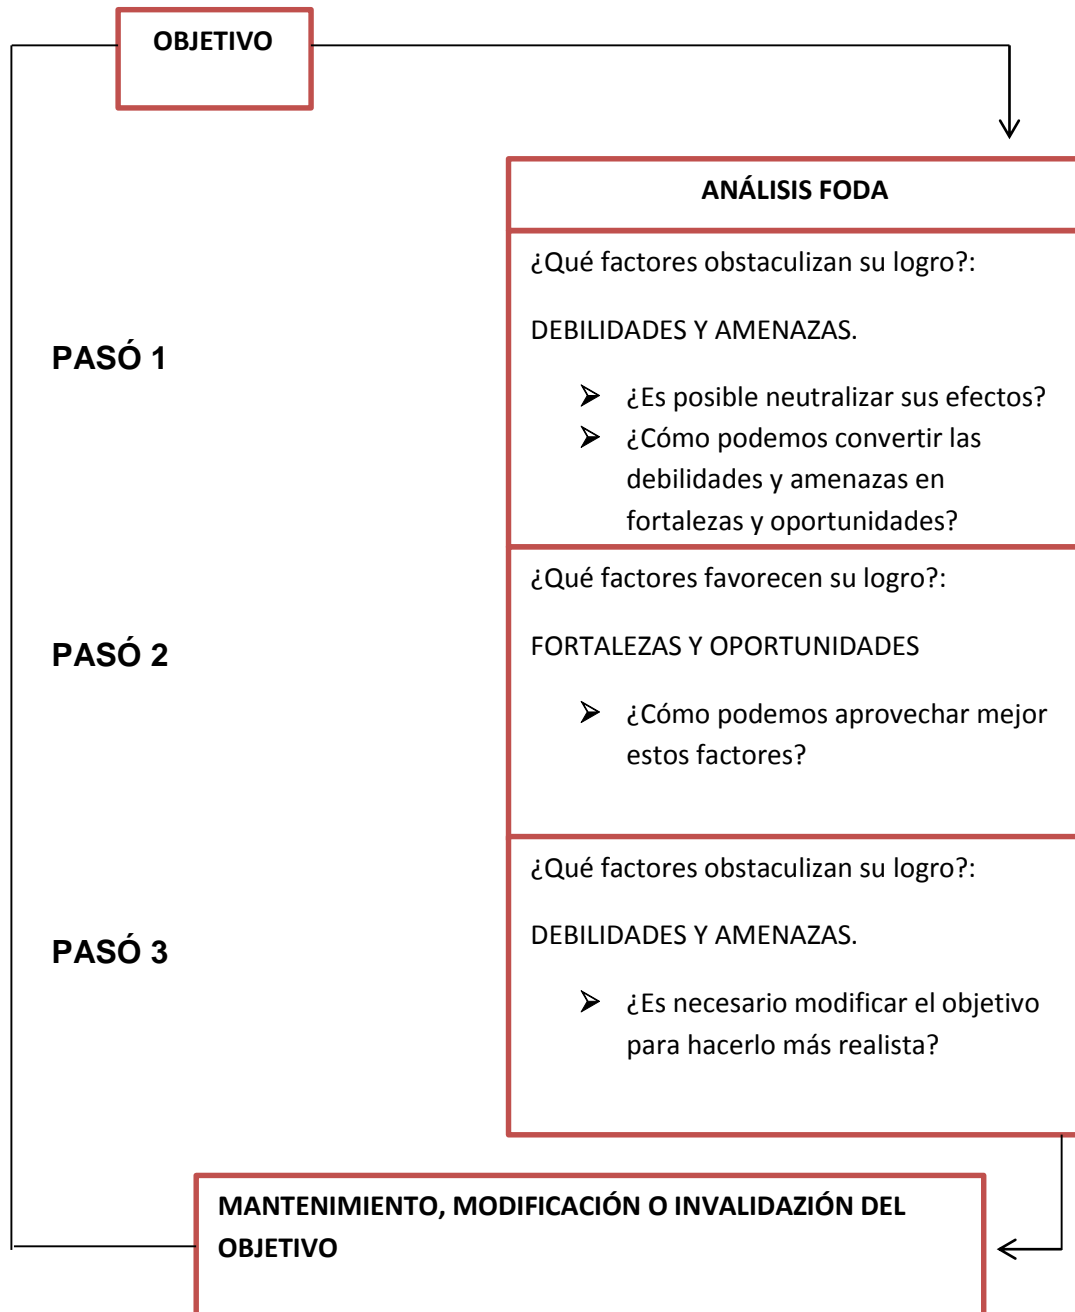 OBJETIVO
ANÁLISIS FODA
¿Qué factores obstaculizan su logro?:
DEBILIDADES Y AMENAZAS.
PASÓ 1
➢ ¿Es posible neutralizar sus efectos?
➢ ¿Cómo podemos convertir las
debilidades y amenazas en
fortalezas y oportunidades?
¿Qué factores favorecen su logro?:
PASÓ 2
FORTALEZAS Y OPORTUNIDADES
➢ ¿Cómo podemos aprovechar mejor
estos factores?
¿Qué factores obstaculizan su logro?:
PASÓ 3
DEBILIDADES Y AMENAZAS.
➢ ¿Es necesario modificar el objetivo
para hacerlo más realista?
MANTENIMIENTO, MODIFICACIÓN O INVALIDAZIÓN DEL
OBJETIVO